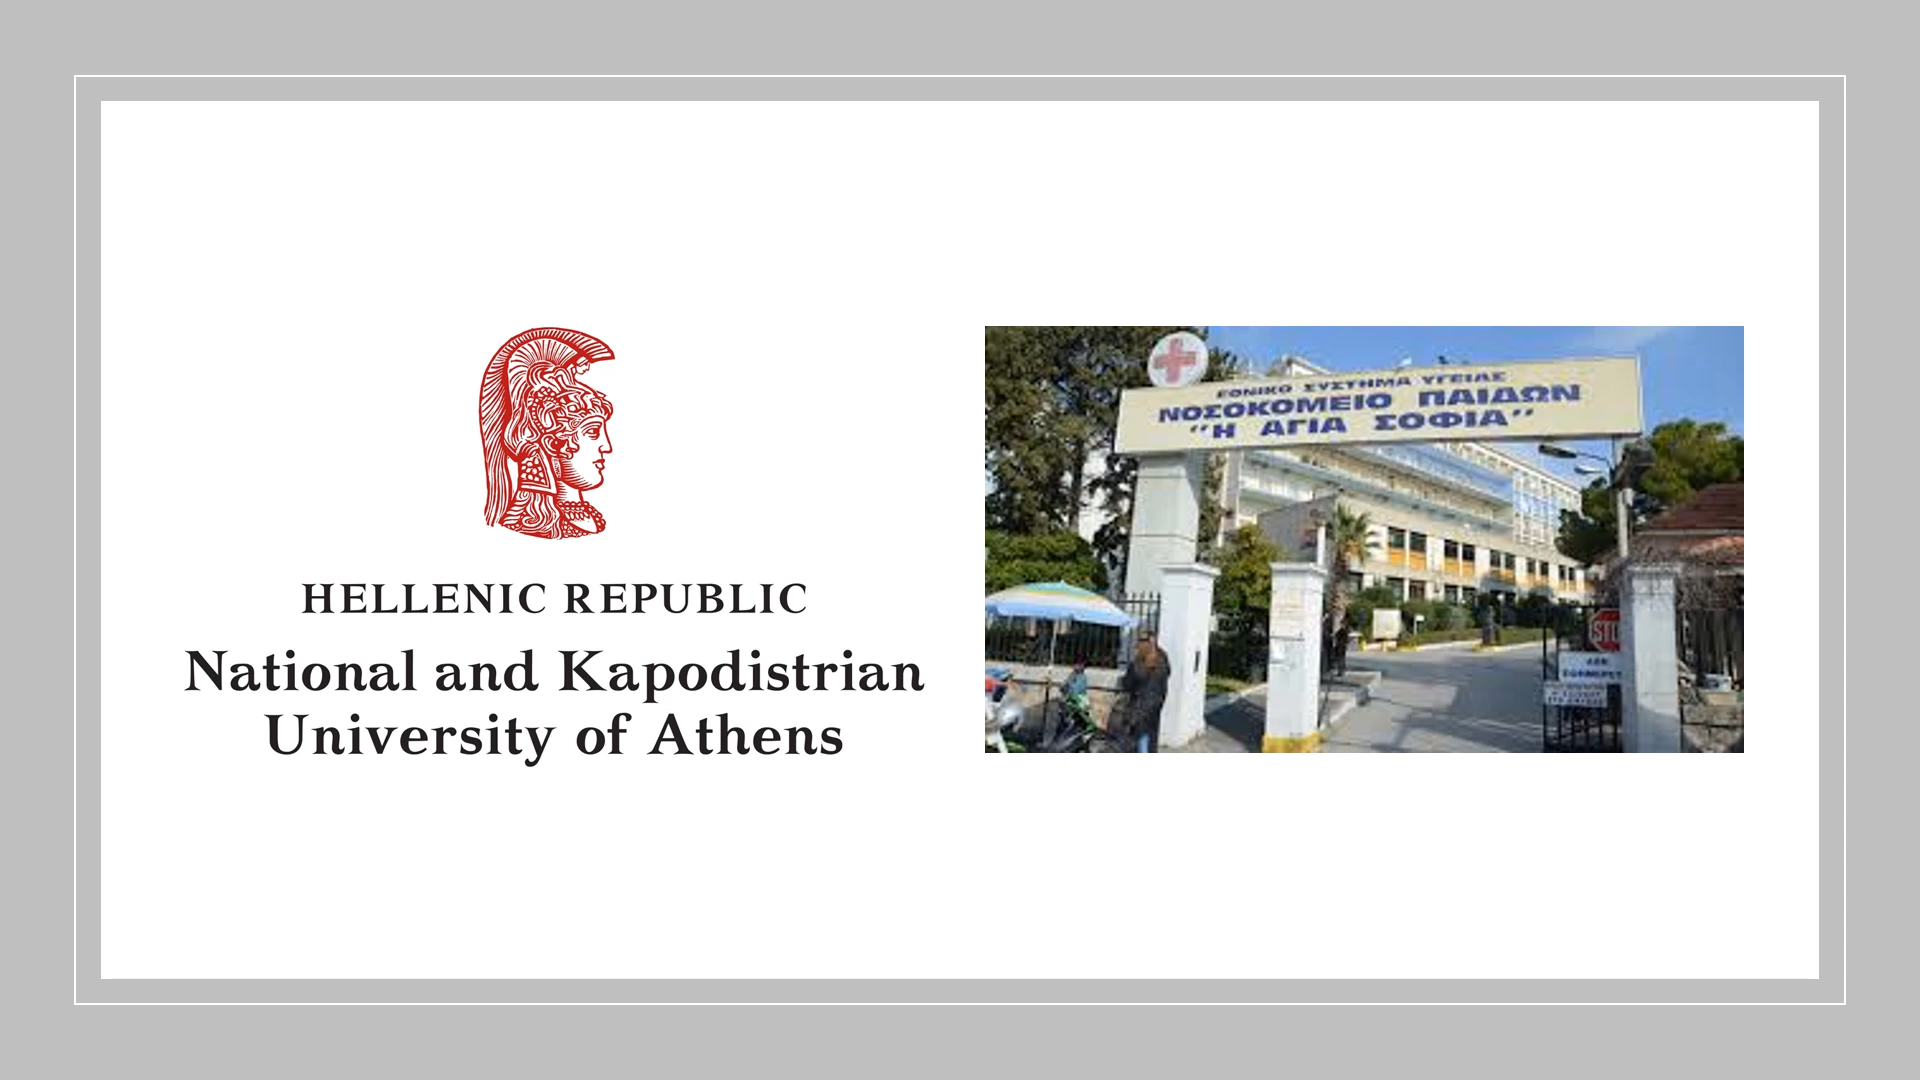 HELLENIC REPUBLIC
National and Kapodistrian
University of Athens
ΕΘΝΙΚΟ ΣΥΣΤΗΜΑ ΥΓΕΙΑΣ
ΝΟΣΟΚΟΜΕΙΟ ΠΑΙΔΩΝ
"Η ΑΓΙΑ ΣΟΦΙΑ"